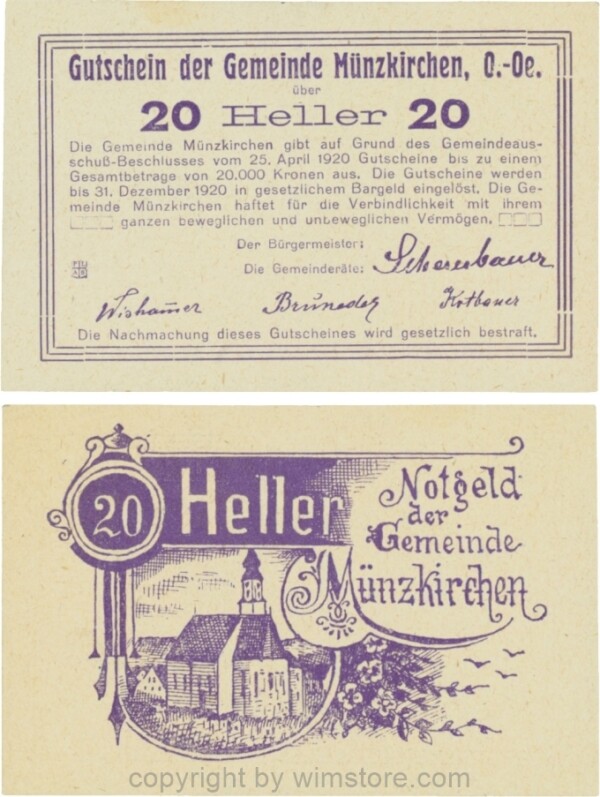 Gutschein der Gemeinde Münzkirchen, O.-Oe.
über
20 Heller 20
Die Gemeinde Münzkirchen gibt auf Grund des Gemeindeaus-
schuß-Beschlusses vom 25. April 1920 Gutscheine bis zu einem
Gesamtbetrage von 20.000 Kronen aus. Die Gutscheine werden
bis 31. Dezember 1920 in gesetzlichem Bargeld eingelöst. Die Ge-
meinde Münzkirchen haftet für die Verbindlichkeit mit ihrem
ganzen beweglichen und unbeweglichen Vermögen.
Der Bürgermeister:
Die Gemeinderäte:
Die Nachmachung dieses Gutscheines wird gesetzlich bestraft.
20 Heller
Notgeld
der
Gemeinde
Münzkirchen
copyright by wimstore.com